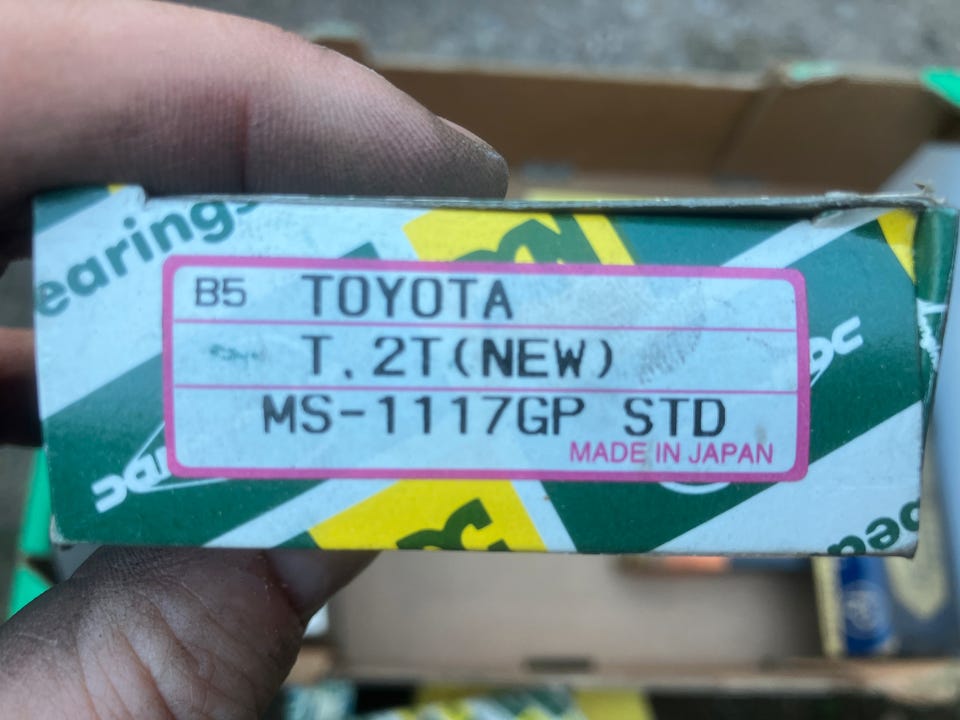 earings
B5 TOYOTA
T.2T(NEW)
MS-1117GP STD
MADE IN JAPAN